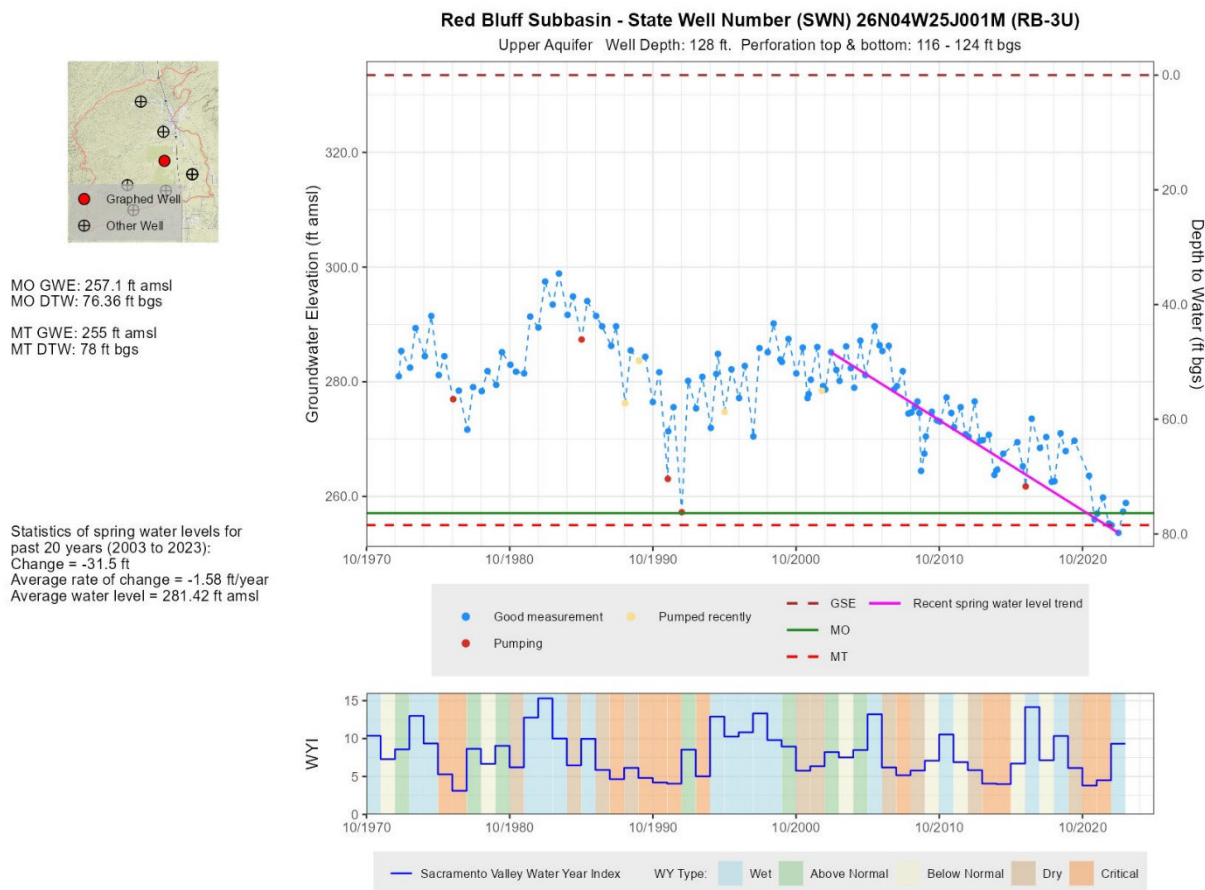 Red Bluff Subbasin - State Well Number (SWN) 26N04W25J001M (RB-3U)
Upper Aquifer Well Depth: 128 ft. Perforation top & bottom: 116 - 124 ft bgs
Graphed Well
Other Well
MO GWE: 257.1 ft amsl
MO DTW: 76.36 ft bgs
MT GWE: 255 ft amsl
MT DTW: 78 ft bgs
Statistics of spring water levels for
past 20 years (2003 to 2023):
Change = -31.5 ft
Average rate of change = -1.58 ft/year
Average water level = 281.42 ft amsl
Groundwater Elevation (ft amsl)
320.0
300.0
280.0
260.0
Depth to Water (ft bgs)
0.0
20.0
40.0
60.0
80.0
10/1970 10/1980 10/1990 10/2000 10/2010 10/2020
Good measurement
Pumped recently
Pumping
GSE
Recent spring water level trend
MO
MT
WYI
15
10
5
0
10/1970 10/1980 10/1990 10/2000 10/2010 10/2020
Sacramento Valley Water Year Index WY Type: Wet Above Normal Below Normal Dry Critical